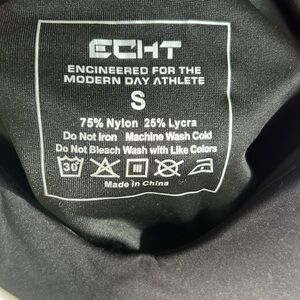 ECHT
ENGINEERED FOR THE
MODERN DAY ATHLETE
S
75% Nylon 25% Lycra
Do Not Iron Machine Wash Cold
Do Not Bleach Wash with Like Colors
30°
Made in China